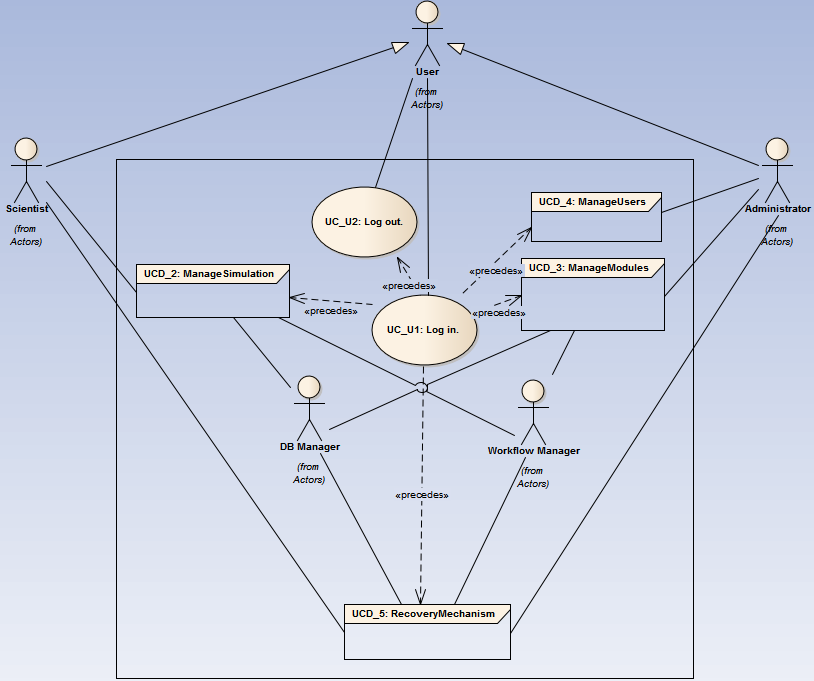 User
(from
Actors)
Scientist
(from
Actors)
Administrator
(from
Actors)
UC_U2: Log out.
UCD_4: ManageUsers
«precedes»
UCD_3: ManageModules
UCD_2: ManageSimulation
«precedes»
«precedes»
«precedes»
UC_U1: Log in.
DB Manager
(from
Actors)
Workflow Manager
(from
Actors)
«precedes»
UCD_5: RecoveryMechanism